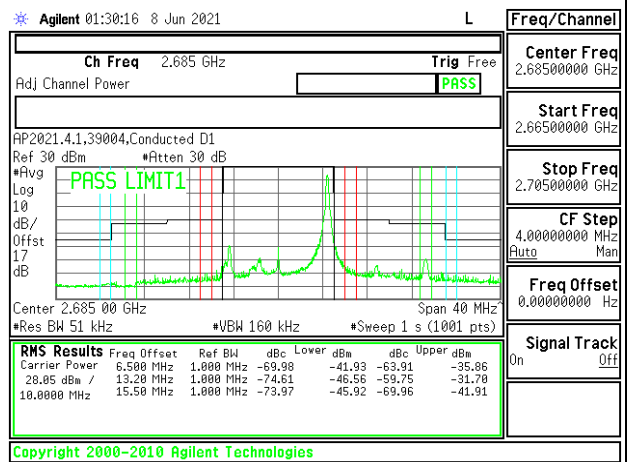 Agilent 01:30:16 8 Jun 2021 L
Freq/Channel
Ch Freq 2.685 GHz Trig Free
Adj Channel Power PASS
AP2021.4.1,39004,Conducted D1
Ref 30 dBm #Atten 30 dB
#Avg
Log
10
dB/
Offst
17
dB
PASS LIMIT1
Center 2.685 00 GHz Span 40 MHz^
#Res BW 51 kHz #VBW 160 kHz #Sweep 1 s (1001 pts)
RMS Results Freq Offset Ref BW dBc Lower dBm dBc Upper dBm
Carrier Power 6.500 MHz 1.000 MHz -69.98 -41.93 -63.91 -35.86
28.05 dBm / 13.20 MHz 1.000 MHz -74.61 -46.56 -59.75 -31.70
10.0000 MHz 15.50 MHz 1.000 MHz -73.97 -45.92 -69.96 -41.91
Center Freq
2.68500000 GHz
Start Freq
2.66500000 GHz
Stop Freq
2.70500000 GHz
CF Step
4.00000000 MHz
Auto Man
Freq Offset
0.00000000 Hz
Signal Track
On Off
Copyright 2000-2010 Agilent Technologies